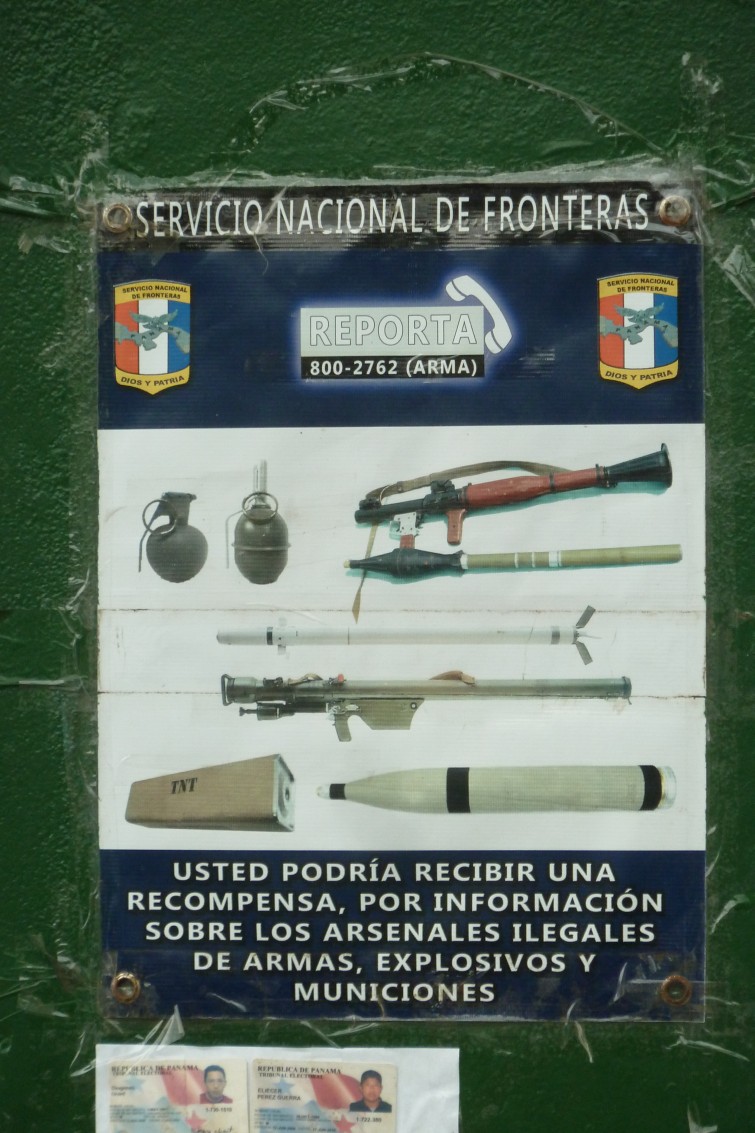 SERVICIO NACIONAL DE FRONTERAS
SERVICIO NACIONAL
DE FRONTERAS
DIOS Y PATRIA
REPORTA
800-2762 (ARMA)
SERVICIO NACIONAL
DE FRONTERAS
DIOS Y PATRIA
TNT
USTED PODRÍA RECIBIR UNA
RECOMPENSA, POR INFORMACIÓN
SOBRE LOS ARSENALES ILEGALES
DE ARMAS, EXPLOSIVOS Y
MUNICIONES
REPUBLICA DE PANAMA
TRIBUNAL ELECTORAL
REPUBLICA DE PANAMA
TRIBUNAL ELECTORAL
ELIECER
PEREZ GUERRA